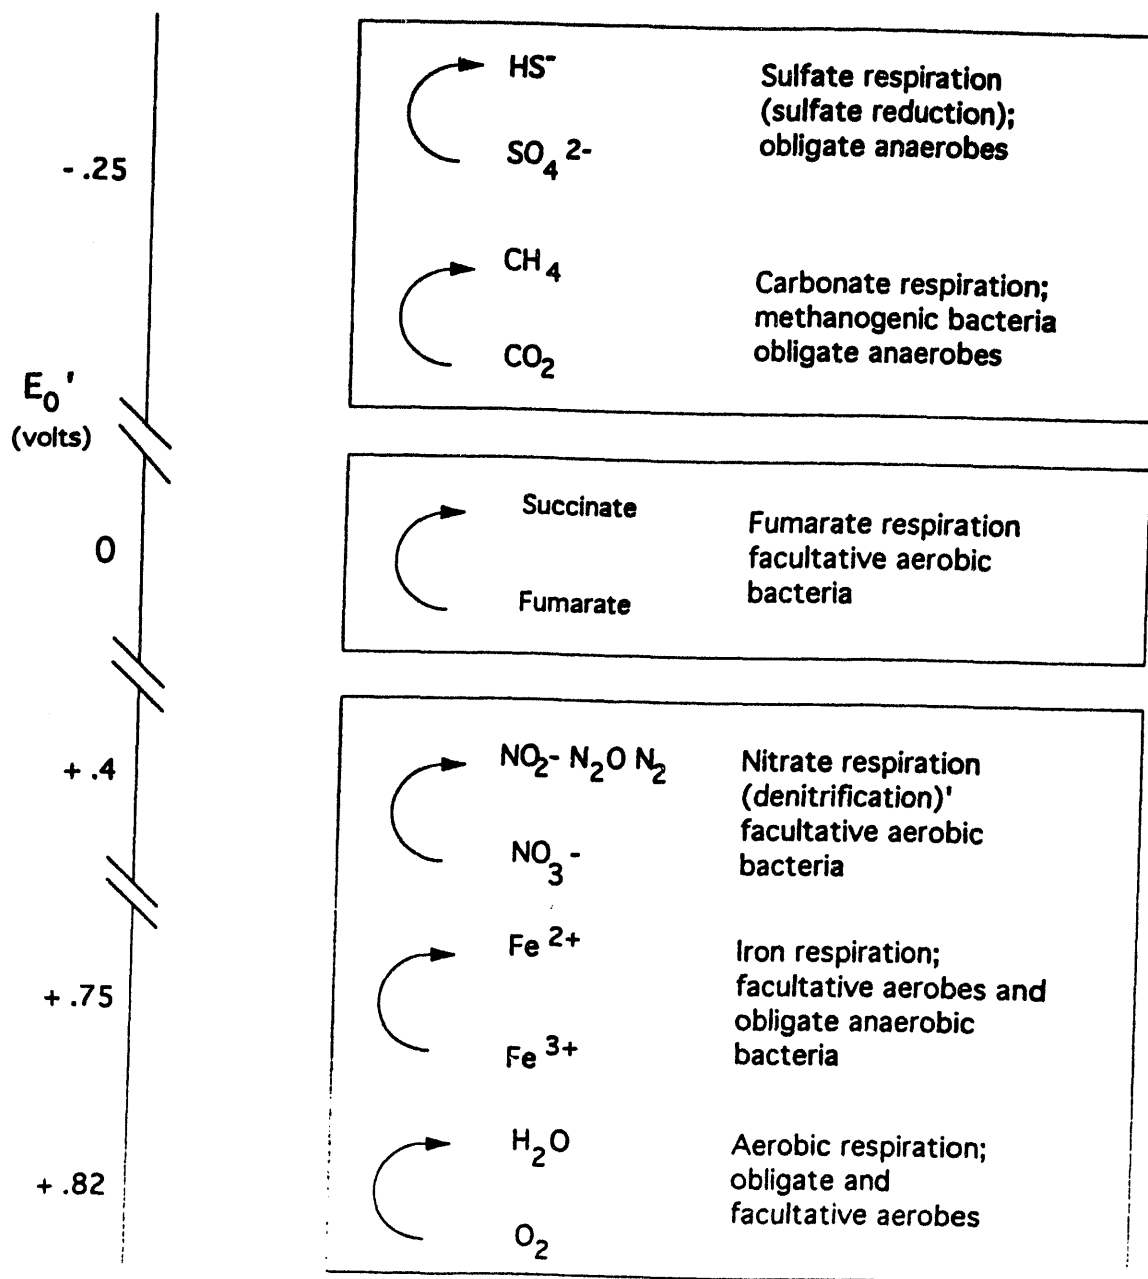 HS-
Sulfate respiration
(sulfate reduction);
obligate anaerobes
SO4 2-
- .25
CH4
Carbonate respiration;
methanogenic bacteria
obligate anaerobes
CO2
E0'
(volts)
Succinate
Fumarate respiration
facultative aerobic
bacteria
0
Fumarate
+ .4
NO2- N2O N2
Nitrate respiration
(denitrification)'
facultative aerobic
bacteria
NO3 -
Fe 2+
Iron respiration;
facultative aerobes and
obligate anaerobic
bacteria
+ .75
Fe 3+
H2O
Aerobic respiration;
obligate and
facultative aerobes
+ .82
O2